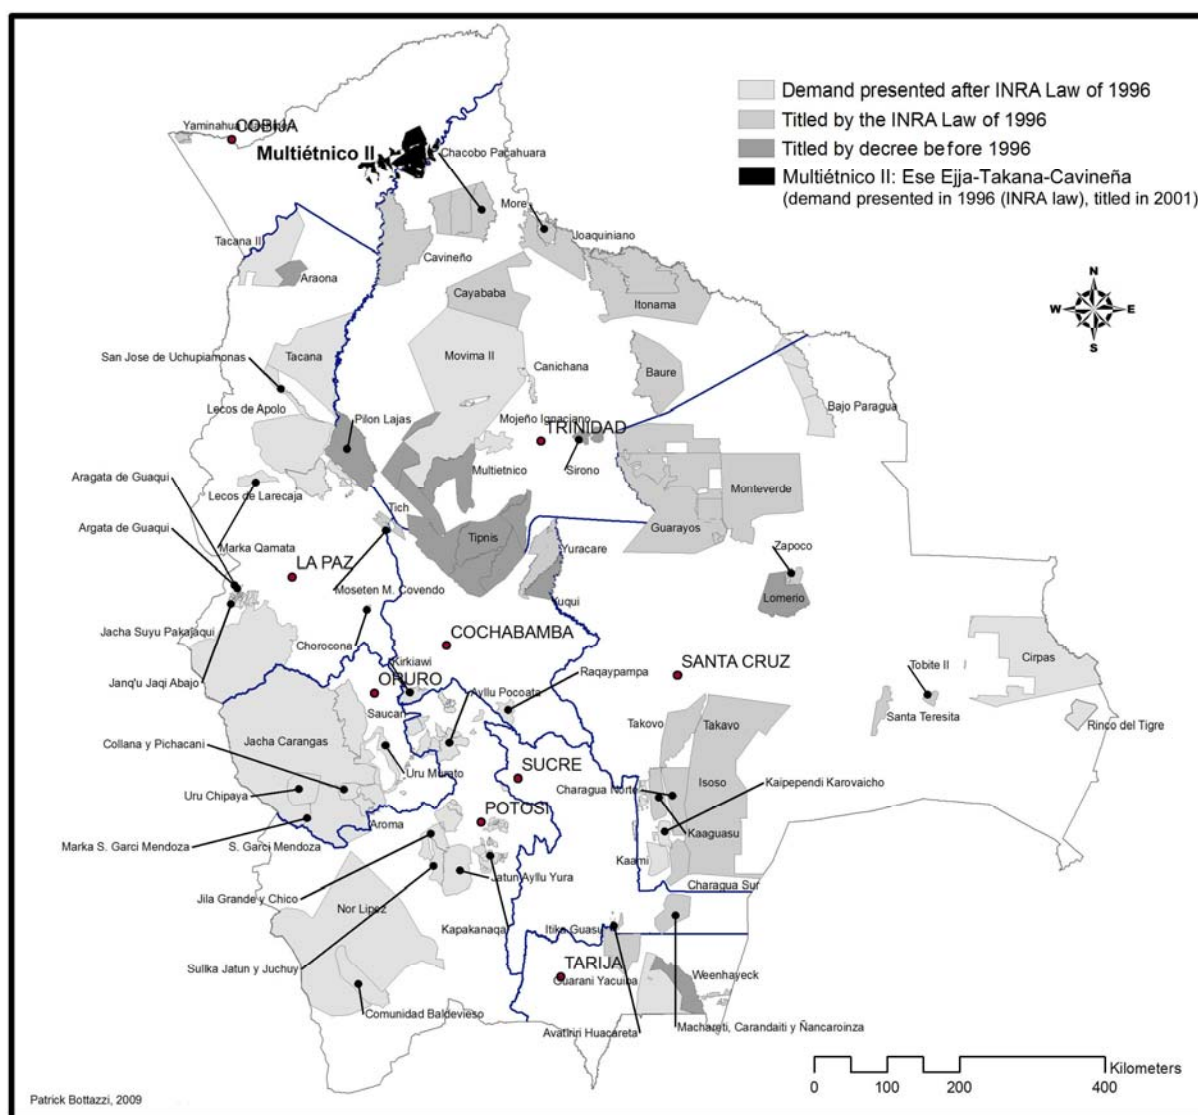 Demand presented after INRA Law of 1996
Titled by the INRA Law of 1996
Titled by decree before 1996
Multiétnico II: Ese Ejja-Takana-Cavineña
(demand presented in 1996 (INRA law), titled in 2001)
Yaminahua
COBIJA
Multiétnico II
Chacobo Pacahuara
More
Joaquiniano
Tacana II
Araona
Cavineño
Cayababa
Itonama
N
W
E
S
San Jose de Uchupiamonas
Tacana
Movima II
Canichana
Baure
Lecos de Apolo
Pilon Lajas
Mojeño Ignaciano
Bajo Paragua
TRINIDAD
Aragata de Guaqui
Multietnico
Sirono
Lecos de Larecaja
Monteverde
Tich
Argata de Guaqui
Guarayos
Marka Qamata
Tipnis
Yuracare
Zapoco
LA PAZ
Moseten M. Covendo
Yuqui
Lomerio
Jacha Suyu Pakajaqui
Chorocona
COCHABAMBA
Kirkiawi
SANTA CRUZ
Cirpas
Tobite II
Janq'u Jaqi Abajo
ORURO
Ayllu Pocoata
Raqaypampa
Saucari
Takovo
Takavo
Santa Teresita
Rinco del Tigre
Collana y Pichacani
Jacha Carangas
Uru Murato
SUCRE
Isoso
Kaipependi Karovaicho
Uru Chipaya
Charagua Norte
POTOSI
Aroma
Kaaguasu
Marka S. Garci Mendoza
S. Garci Mendoza
Kaami
Jatun Ayllu Yura
Charagua Sur
Jila Grande y Chico
Nor Lipez
Kapakanaqa
Itika Guasu
Sullka Jatun y Juchuy
TARIJA
Guarani Yacuiba
Weenhayeck
Comunidad Baldevieso
Avatiriri Huacareta
Machareti, Carandaiti y Ñancaroinza
Kilometers
0 100 200 400
Patrick Bottazzi, 2009